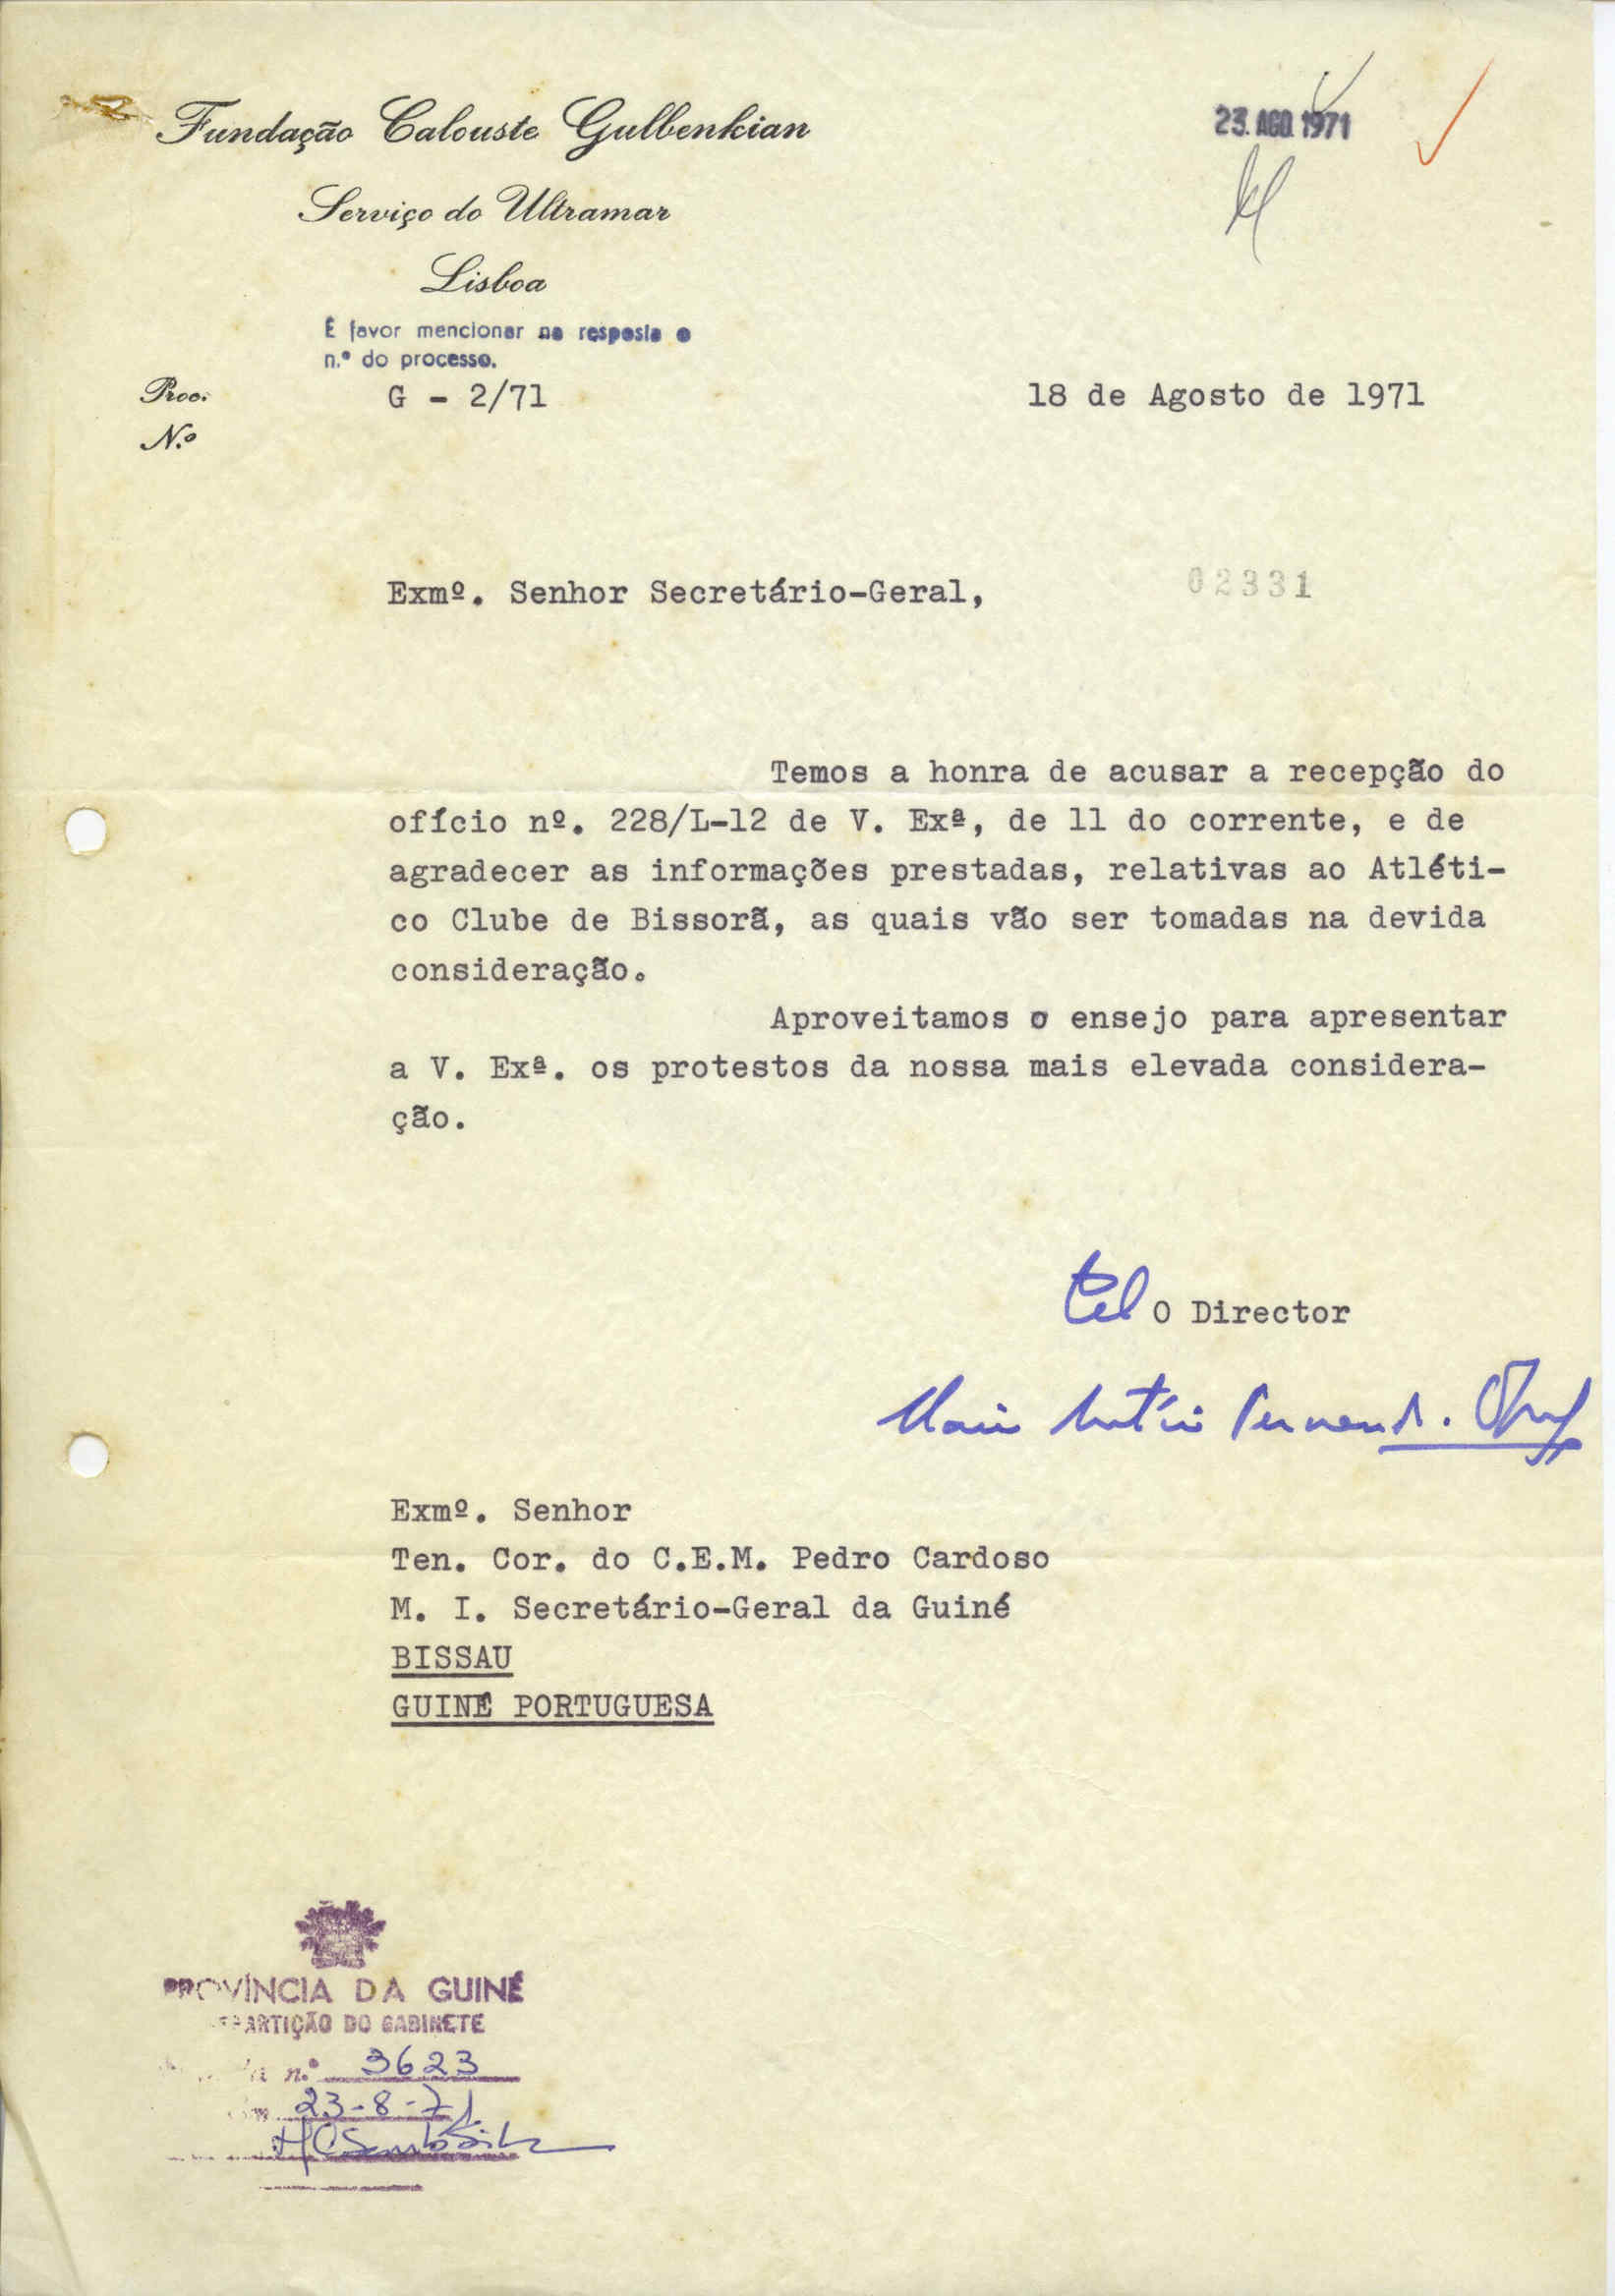 Fundação Calouste Gulbenkian
23. AGO. 1971
Serviço do Ultramar
Lisboa
É favor mencionar na resposta o
n.º do processo.
Proc. G - 2/71
18 de Agosto de 1971
N.º
Exmº. Senhor Secretário-Geral,
02331
Temos a honra de acusar a recepção do
ofício nº. 228/L-12 de V. Exª, de 11 do corrente, e de
agradecer as informações prestadas, relativas ao Atléti-
co Clube de Bissorã, as quais vão ser tomadas na devida
consideração.
Aproveitamos o ensejo para apresentar
a V. Exª. os protestos da nossa mais elevada considera-
ção.
O Director
Exmº. Senhor
Ten. Cor. do C.E.M. Pedro Cardoso
M. I. Secretário-Geral da Guiné
BISSAU
GUINÉ PORTUGUESA
PROVÍNCIA DA GUINÉ
REPARTIÇÃO DO GABINETE
n.º 3623
23-8-71